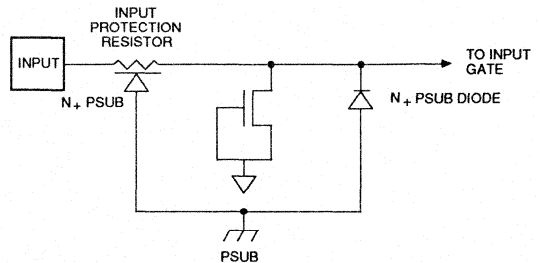 INPUT
PROTECTION
RESISTOR
INPUT
TO INPUT
GATE
N+ PSUB
N+ PSUB DIODE
PSUB